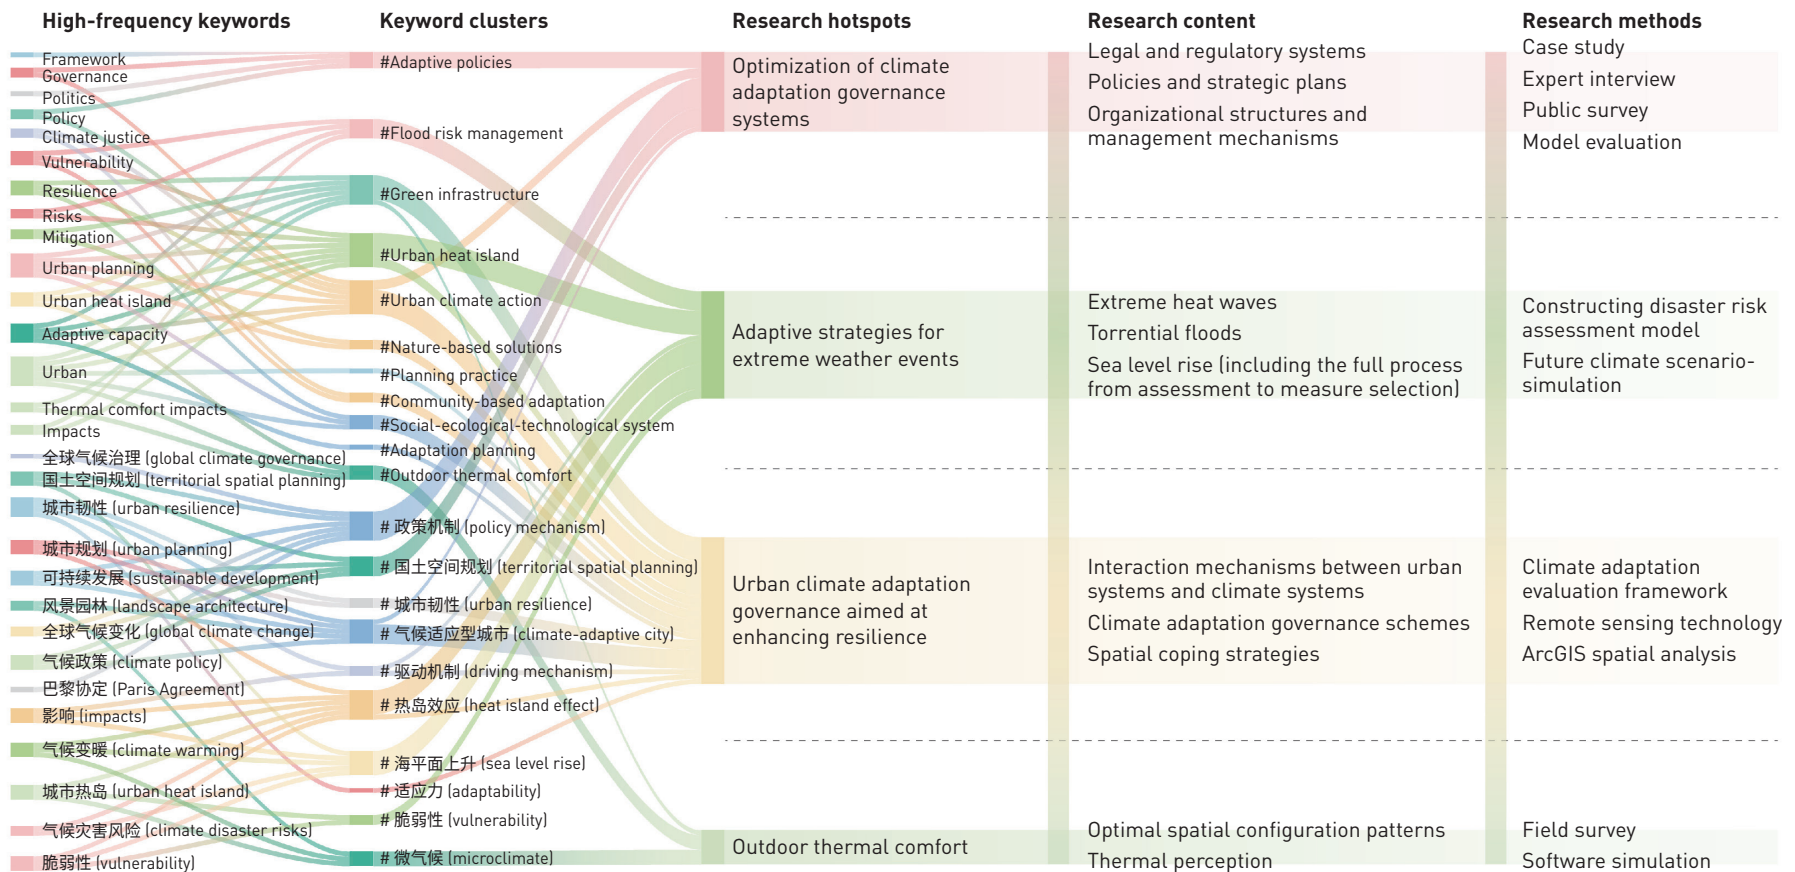 High-frequency keywords
Framework
Governance
Politics
Policy
Climate justice
Vulnerability
Resilience
Risks
Mitigation
Urban planning
Urban heat island
Adaptive capacity
Urban
Thermal comfort impacts
Impacts
全球气候治理 (global climate governance)
国土空间规划 (territorial spatial planning)
城市韧性 (urban resilience)
城市规划 (urban planning)
可持续发展 (sustainable development)
风景园林 (landscape architecture)
全球气候变化 (global climate change)
气候政策 (climate policy)
巴黎协定 (Paris Agreement)
影响 (impacts)
气候变暖 (climate warming)
城市热岛 (urban heat island)
气候灾害风险 (climate disaster risks)
脆弱性 (vulnerability)
Keyword clusters
#Adaptive policies
#Flood risk management
#Green infrastructure
#Urban heat island
#Urban climate action
#Nature-based solutions
#Planning practice
#Community-based adaptation
#Social-ecological-technological system
#Adaptation planning
#Outdoor thermal comfort
# 政策机制 (policy mechanism)
# 国土空间规划 (territorial spatial planning)
# 城市韧性 (urban resilience)
# 气候适应型城市 (climate-adaptive city)
# 驱动机制 (driving mechanism)
# 热岛效应 (heat island effect)
# 海平面上升 (sea level rise)
# 适应力 (adaptability)
# 脆弱性 (vulnerability)
# 微气候 (microclimate)
Research hotspots
Optimization of climate
adaptation governance
systems
Adaptive strategies for
extreme weather events
Urban climate adaptation
governance aimed at
enhancing resilience
Outdoor thermal comfort
Research content
Legal and regulatory systems
Policies and strategic plans
Organizational structures and
management mechanisms
Extreme heat waves
Torrential floods
Sea level rise (including the full process
from assessment to measure selection)
Interaction mechanisms between urban
systems and climate systems
Climate adaptation governance schemes
Spatial coping strategies
Optimal spatial configuration patterns
Thermal perception
Research methods
Case study
Expert interview
Public survey
Model evaluation
Constructing disaster risk
assessment model
Future climate scenario-
simulation
Climate adaptation
evaluation framework
Remote sensing technology
ArcGIS spatial analysis
Field survey
Software simulation